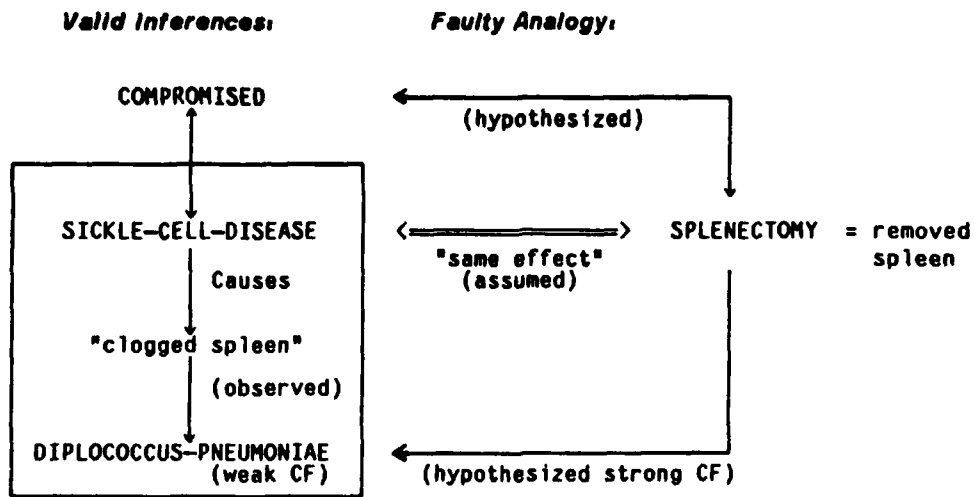 Valid Inferences:
Faulty Analogy:
COMPROMISED
(hypothesized)
SICKLE-CELL-DISEASE
"same effect"
(assumed)
SPLENECTOMY = removed
spleen
Causes
"clogged spleen"
(observed)
DIPLOCOCCUS-PNEUMONIAE
(weak CF)
(hypothesized strong CF)